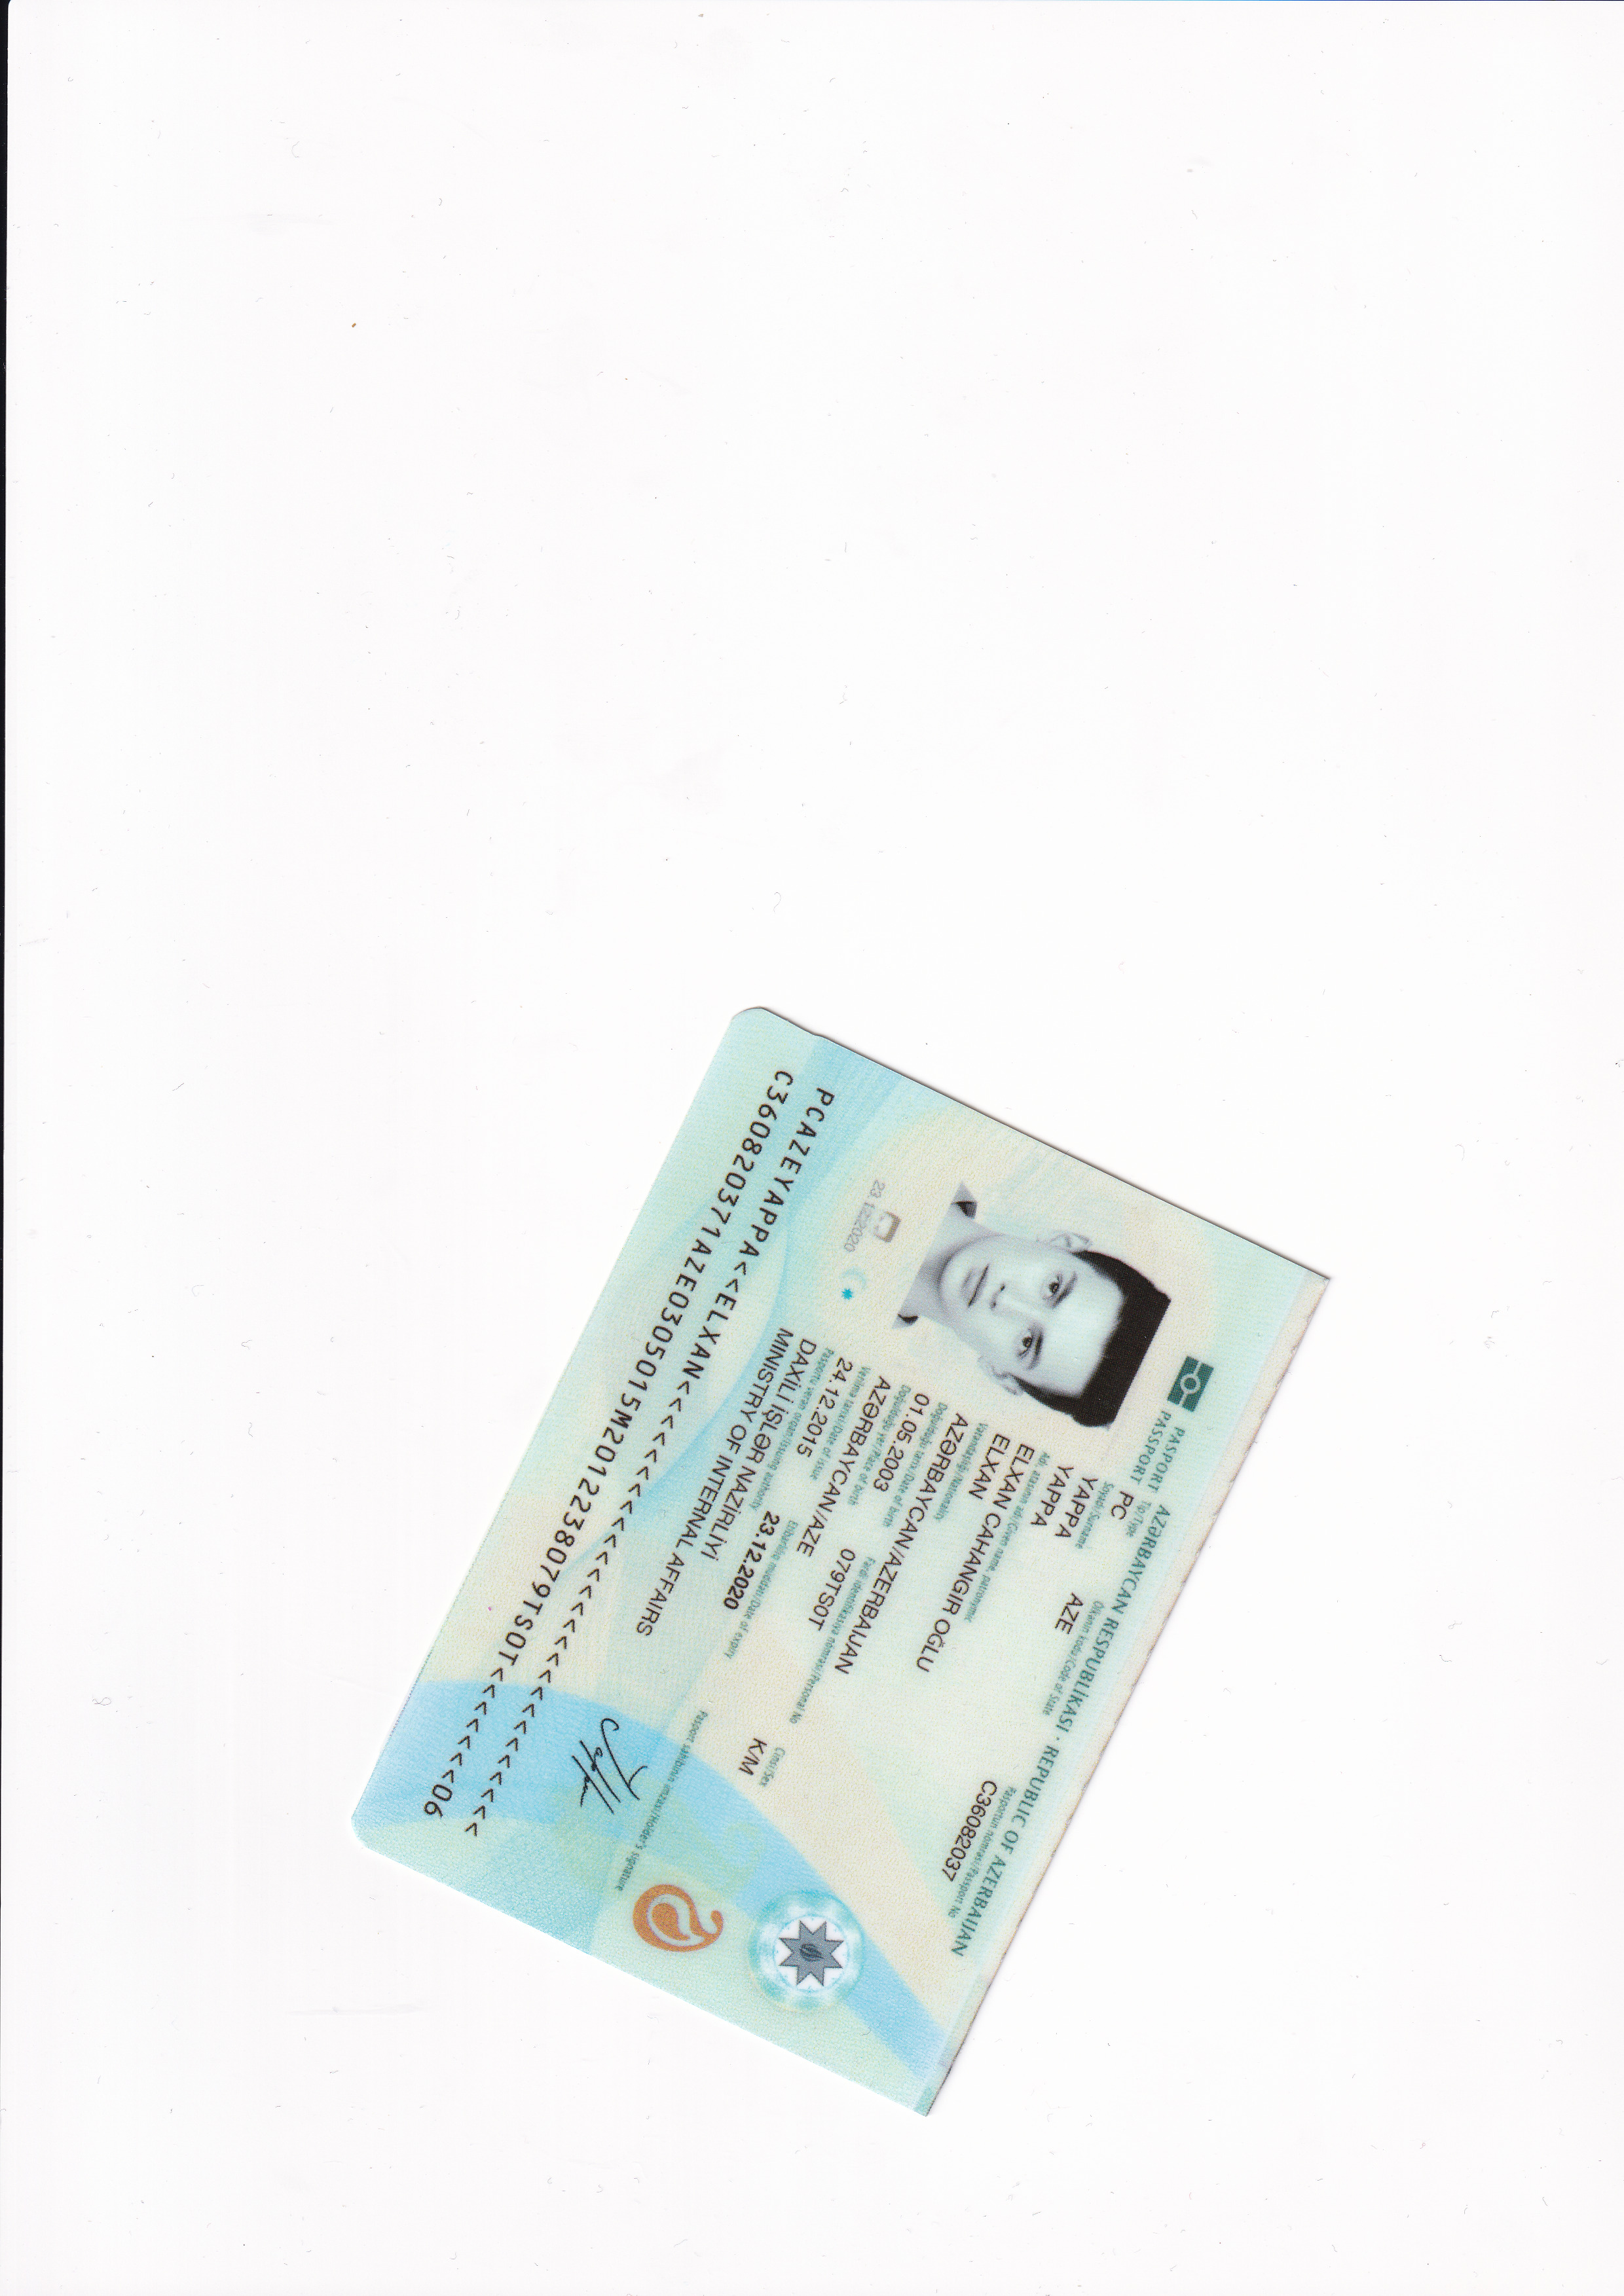 AZƏRBAYCAN RESPUBLİKASI · REPUBLIC OF AZERBAIJAN
PASPORT
PASSPORT
Tip/Type
PC
Ölkənin kodu/Code of State
AZE
Pasportun nömrəsi/Passport No
C36082037
Soyadı/Surname
YAPPA
YAPPA
Adı, atasının adı/Given name, patronymic
ELXAN CAHANGIR OĞLU
ELXAN
Vətəndaşlığı/Nationality
AZƏRBAYCAN/AZERBAIJAN
Doğulduğu tarix/Date of birth
01.05.2003
Fərdi identifikasiya nömrəsi/Personal No
079TS0T
Doğulduğu yer/Place of birth
AZƏRBAYCAN/AZE
Cinsi/Sex
K/M
Verilmə tarixi/Date of issue
24.12.2015
Etibarlılıq müddəti/Date of expiry
23.12.2020
Pasportu verən orqan/Issuing authority
DAXİLİ İŞLƏR NAZİRLİYİ
MINISTRY OF INTERNAL AFFAIRS
Pasport sahibinin imzası/Holder's signature
23.12.2020
PCAZEYAPPA<<ELXAN<<<<<<<<<<<<<<<<<<<<<<<<<<<
C360820371AZE0305015M2012238079TS0T<<<<<<<06